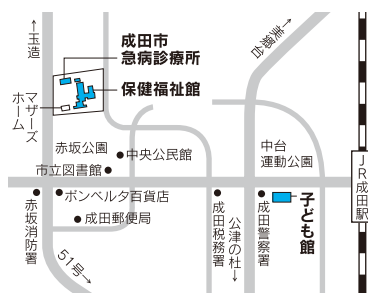 ←玉造
成田市
急病診療所
保健福祉館
マザーズ
ホーム
←美郷台
赤坂公園
中央公民館
市立図書館
中台
運動公園
JR成田駅
ボンベルタ百貨店
成田郵便局
赤坂消防署
成田税務署
公津の杜→
成田警察署
子ども館
51号→